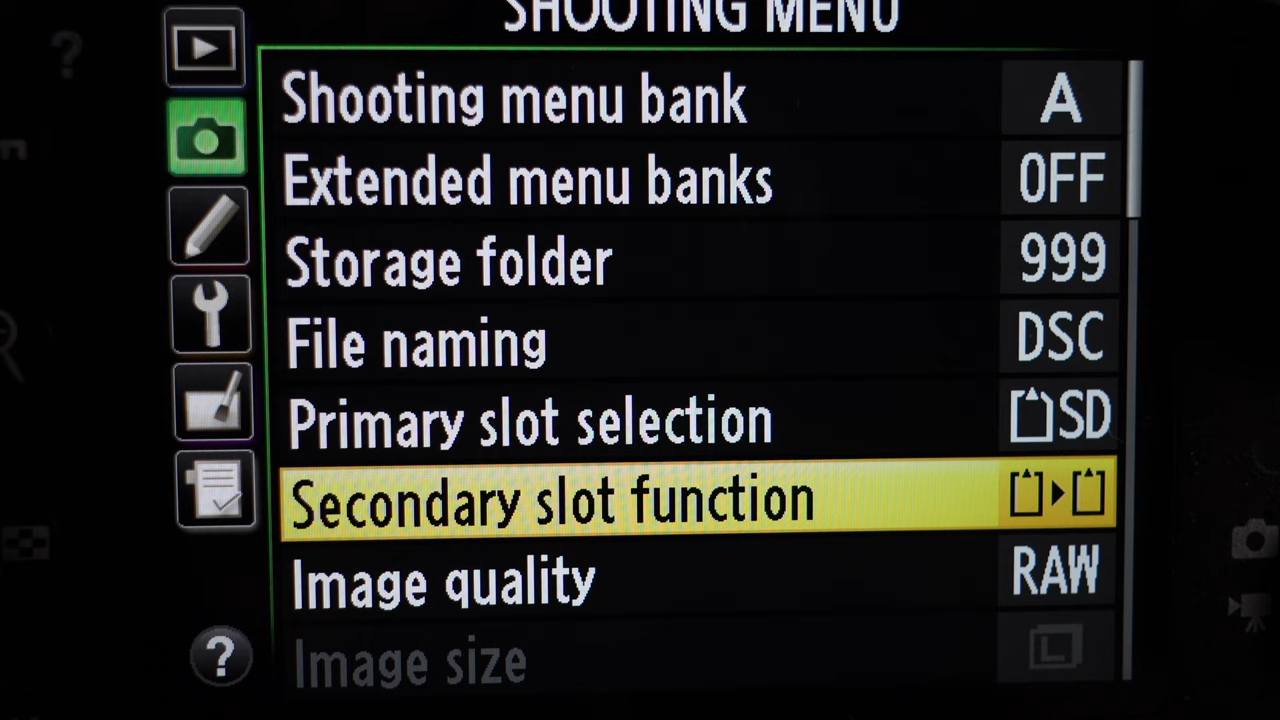 SHOOTING MENU
Shooting menu bank A
Extended menu banks OFF
Storage folder 999
File naming DSC
Primary slot selection SD
Secondary slot function
Image quality RAW
Image size L
?